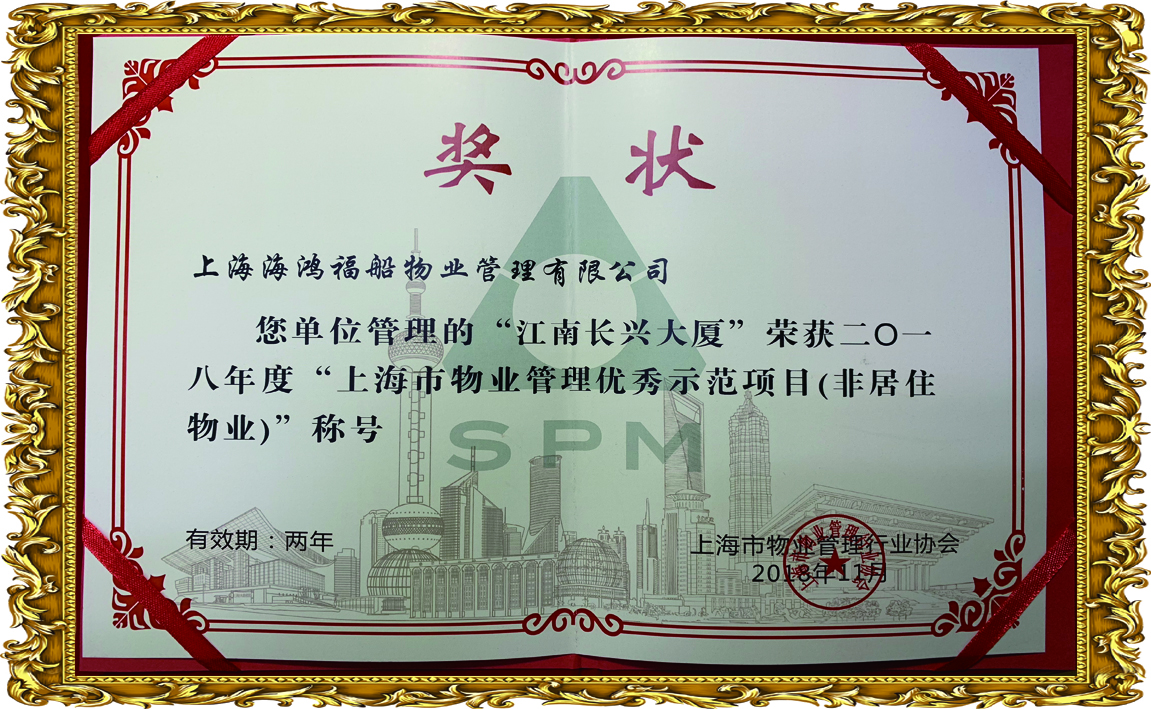 奖 状
上海海鸿福船物业管理有限公司
您单位管理的“江南长兴大厦”荣获二〇一
八年度“上海市物业管理优秀示范项目(非居住
物业)”称号
SPM
有效期：两年
上海市物业管理行业协会
2018年11月